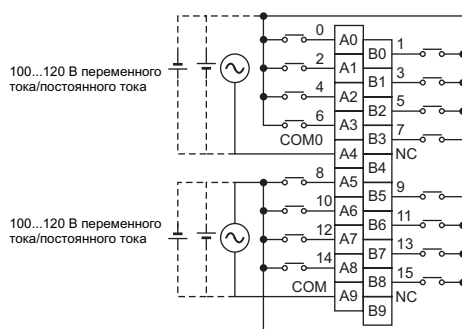 0 A0 B0 1
2 A1 B1 3
4 A2 B2 5
6 A3 B3 7
COM0 A4 B4 NC
8 A5 B5 9
10 A6 B6 11
12 A7 B7 13
14 A8 B8 15
COM A9 B9 NC
100...120 В переменного
тока/постоянного тока
100...120 В переменного
тока/постоянного тока